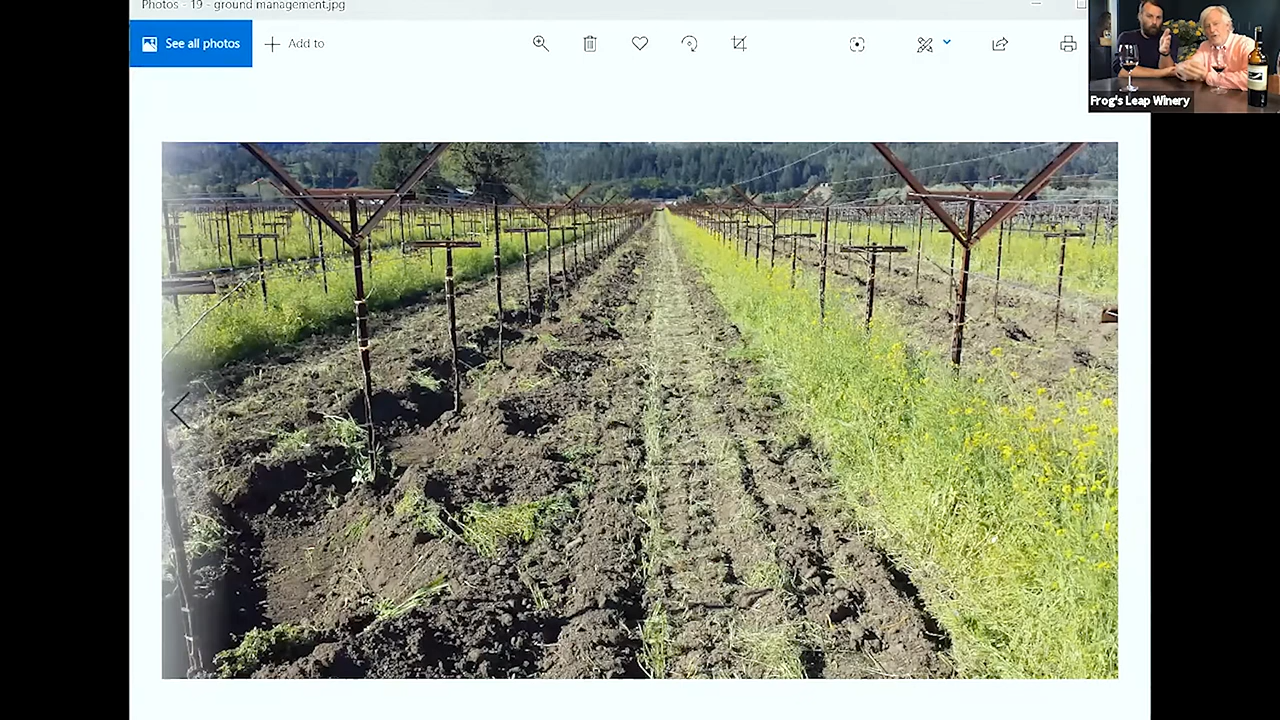 Photos - 19 - ground management.jpg
See all photos
Add to
Frog's Leap Winery